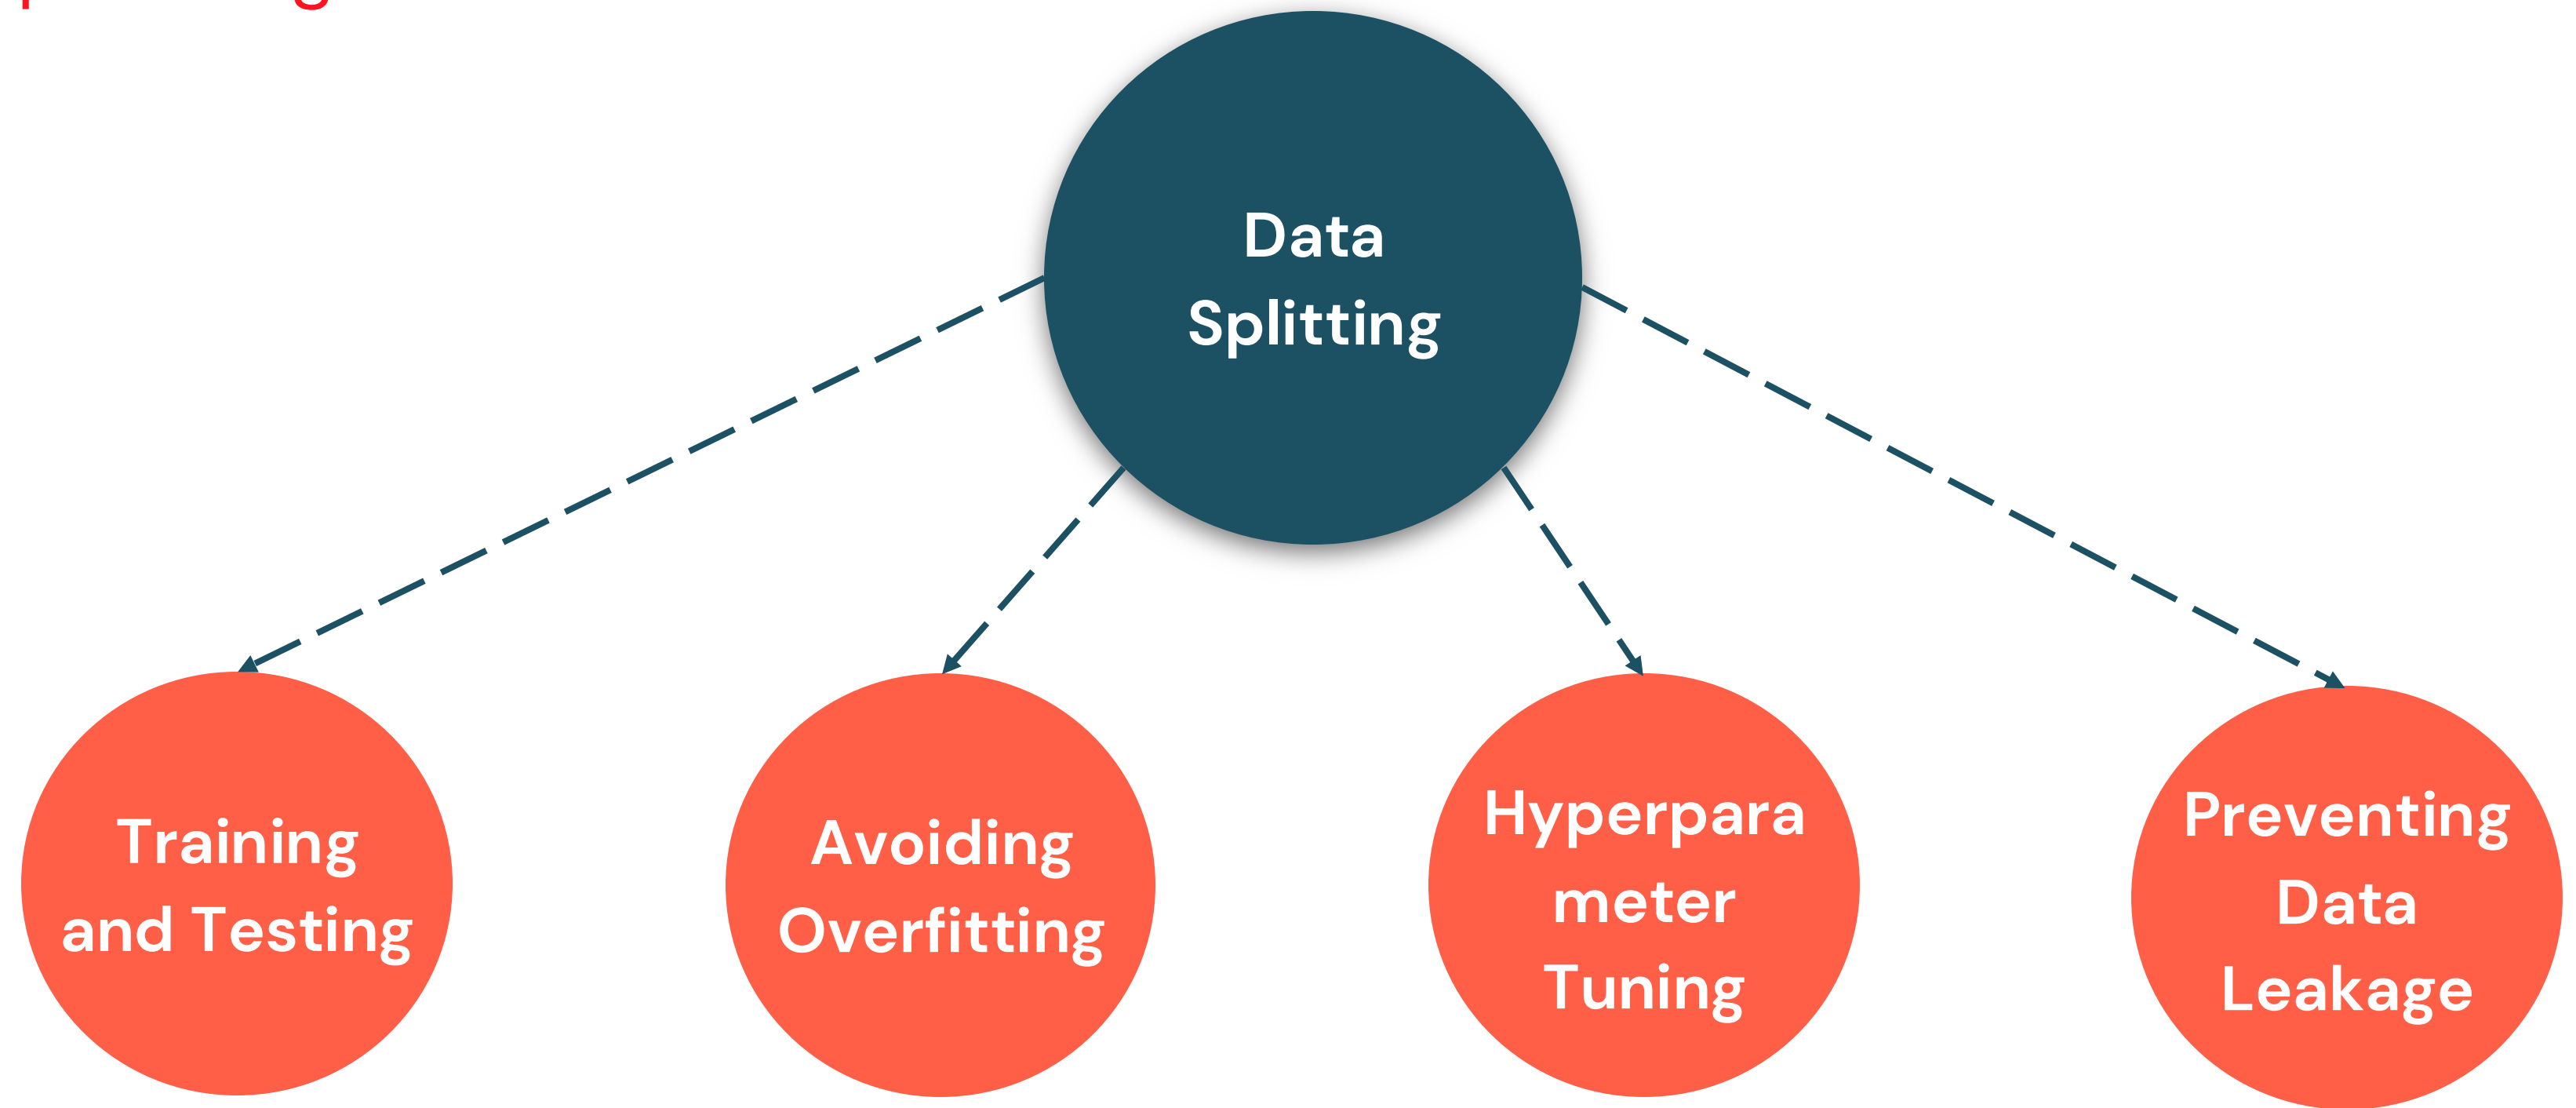 Data
Splitting
Training
and Testing
Avoiding
Overfitting
Hyperpara
meter
Tuning
Preventing
Data
Leakage